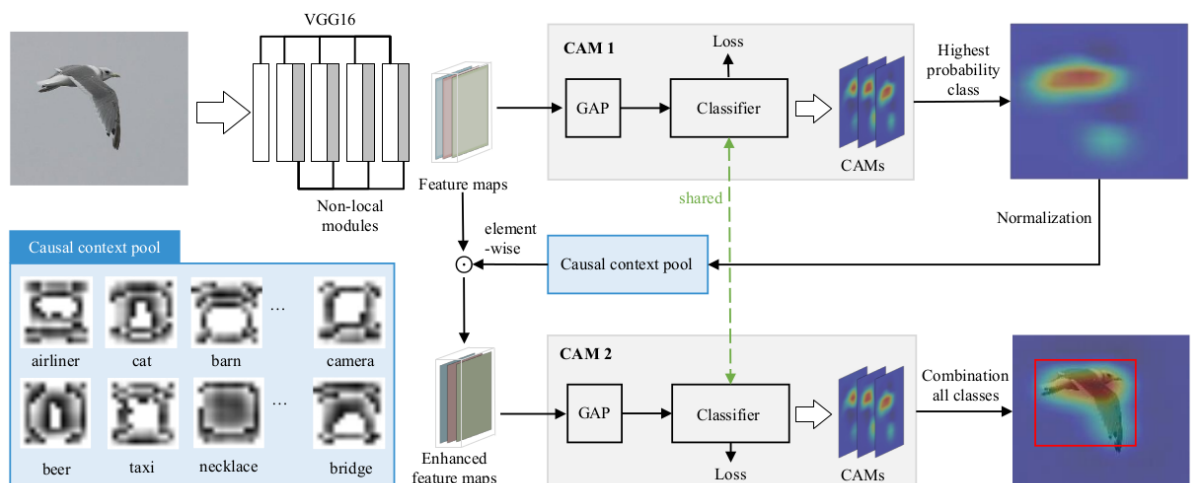 VGG16
Non-local
modules
Feature maps
CAM 1
Loss
GAP
Classifier
CAMs
Highest
probability
class
shared
Normalization
element
-wise
Causal context pool
Causal context pool
airliner
cat
barn
...
camera
beer
taxi
necklace
...
bridge
Enhanced
feature maps
CAM 2
GAP
Classifier
Loss
CAMs
Combination
all classes